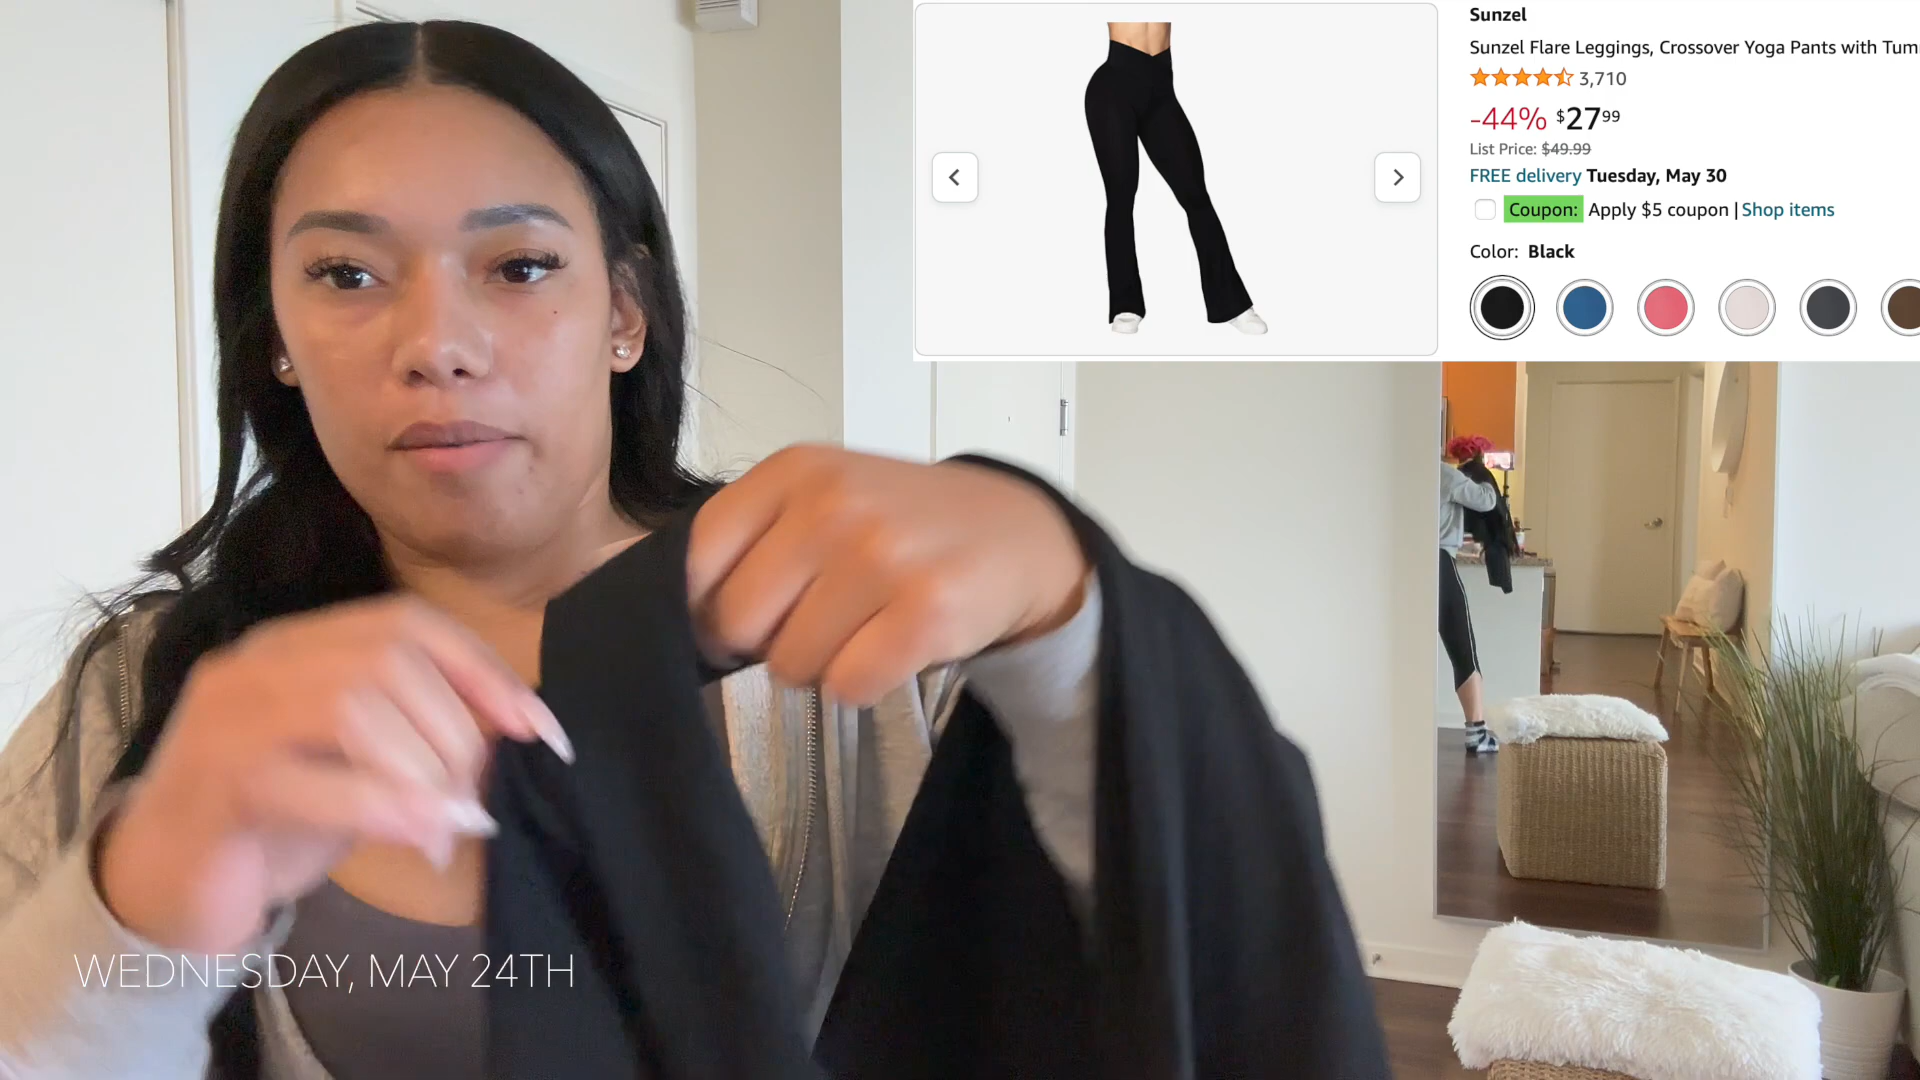 Sunzel
Sunzel Flare Leggings, Crossover Yoga Pants with Tum
3,710
-44% $27.99
List Price: $49.99
FREE delivery Tuesday, May 30
Coupon: Apply $5 coupon | Shop items
Color: Black
WEDNESDAY, MAY 24TH